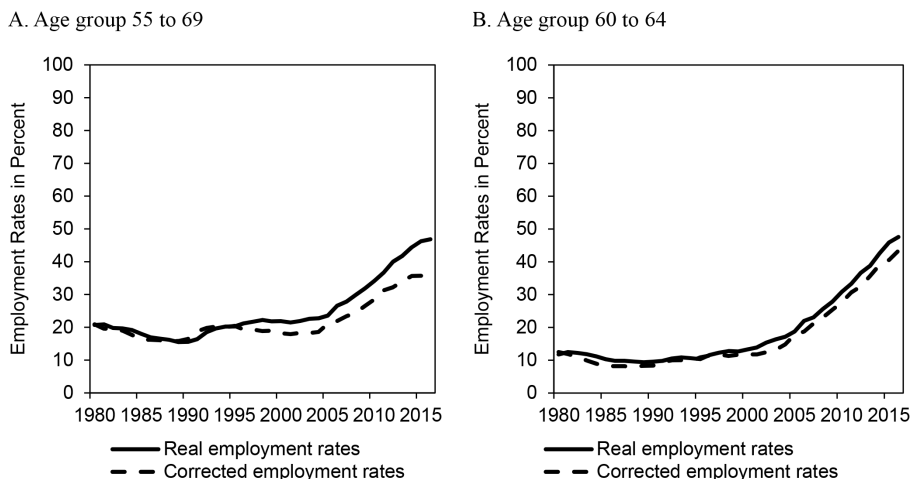 A. Age group 55 to 69
Employment Rates in Percent
100
90
80
70
60
50
40
30
20
10
0
1980 1985 1990 1995 2000 2005 2010 2015
Real employment rates
Corrected employment rates
B. Age group 60 to 64
Employment Rates in Percent
100
90
80
70
60
50
40
30
20
10
0
1980 1985 1990 1995 2000 2005 2010 2015
Real employment rates
Corrected employment rates